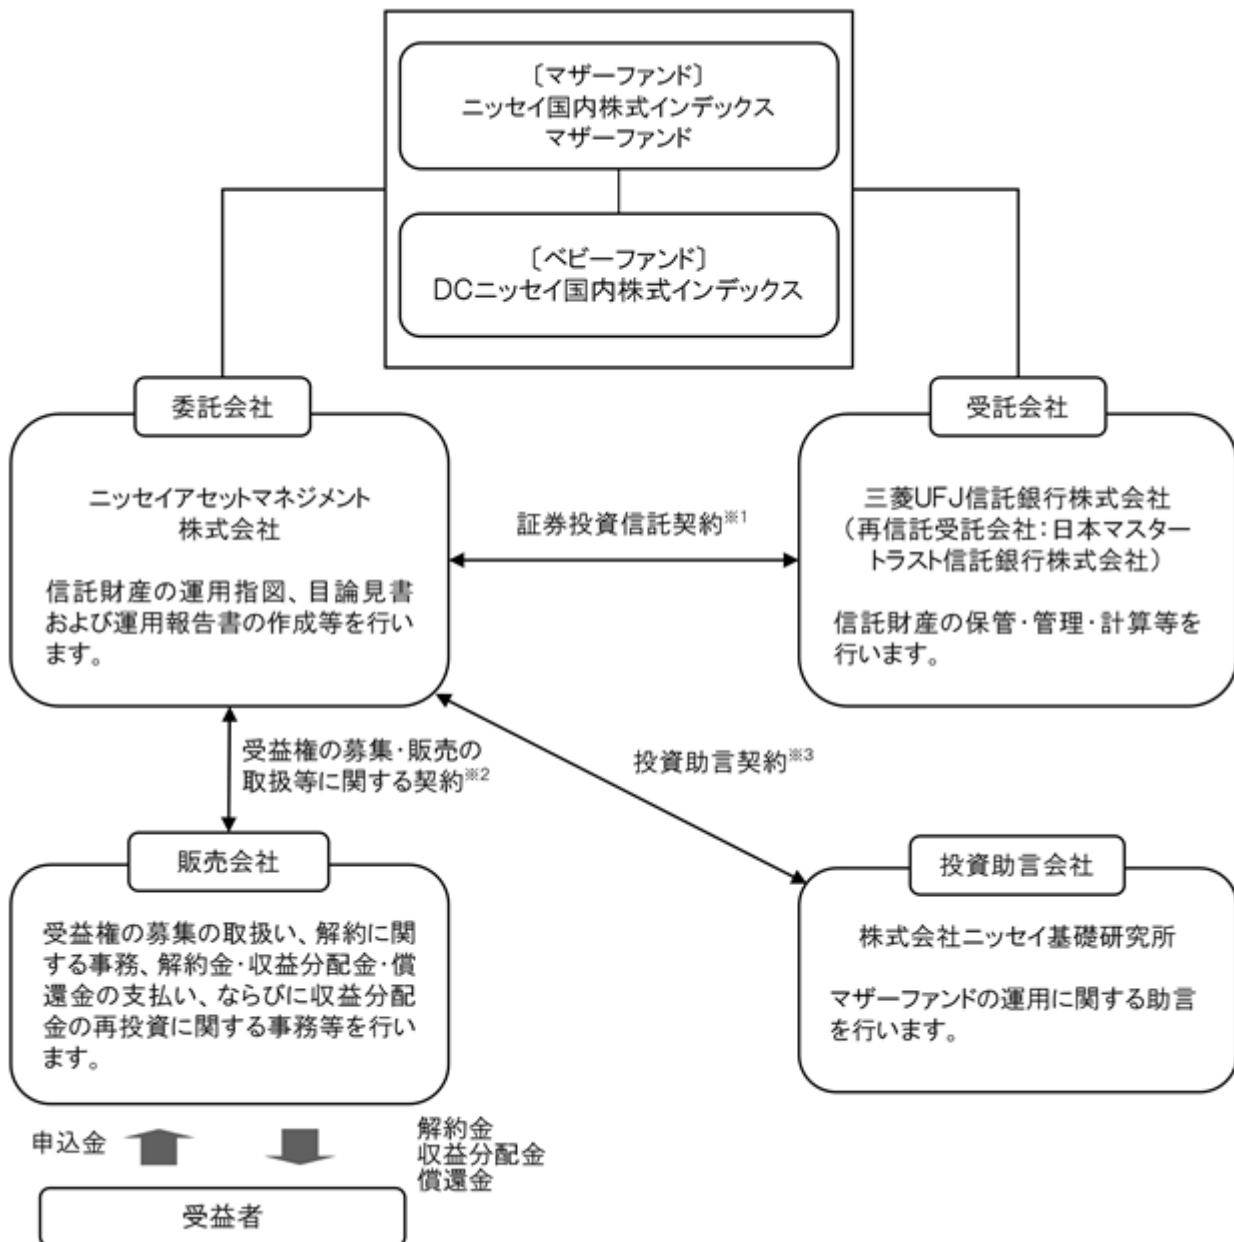 〔マザーファンド〕
ニッセイ国内株式インデックス
マザーファンド
〔ベビーファンド〕
DCニッセイ国内株式インデックス
委託会社
ニッセイアセットマネジメント
株式会社
信託財産の運用指図、目論見書
および運用報告書の作成等を行い
ます。
証券投資信託契約※1
受託会社
三菱UFJ信託銀行株式会社
(再信託受託会社:日本マスター
トラスト信託銀行株式会社)
信託財産の保管・管理・計算等を
行います。
受益権の募集・販売の
取扱等に関する契約※2
投資助言契約※3
販売会社
受益権の募集の取扱い、解約に関
する事務、解約金・収益分配金・償
還金の支払い、ならびに収益分配
金の再投資に関する事務等を行い
ます。
投資助言会社
株式会社ニッセイ基礎研究所
マザーファンドの運用に関する助言
を行います。
申込金
解約金
収益分配金
償還金
受益者